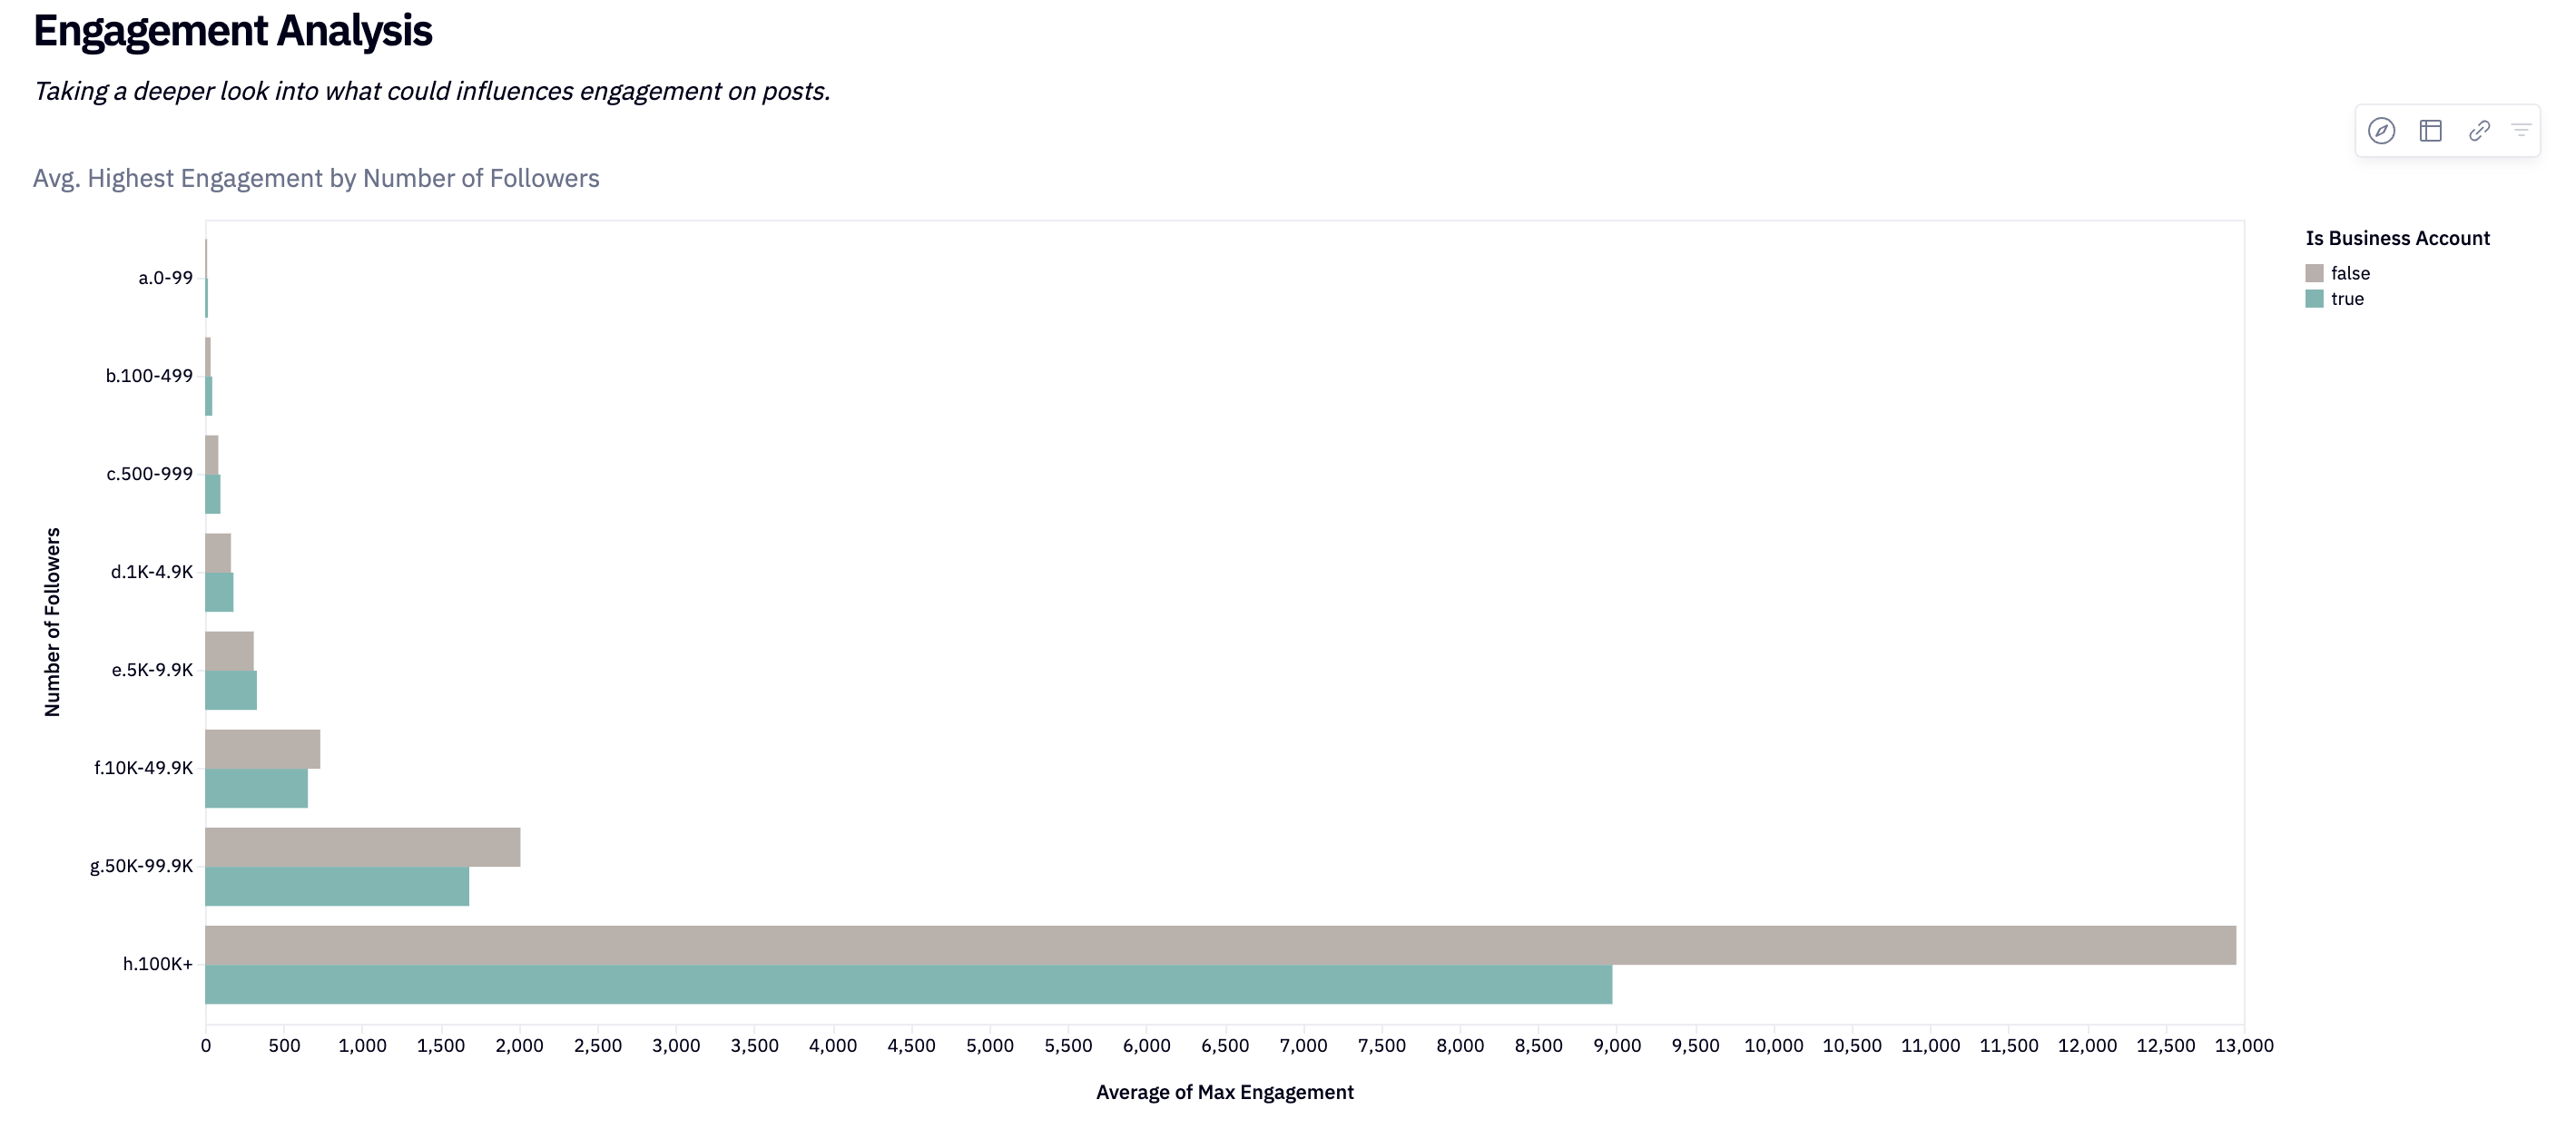 Engagement Analysis
Taking a deeper look into what could influences engagement on posts.
Avg. Highest Engagement by Number of Followers
Is Business Account
false
true
Number of Followers
a.0-99
b.100-499
c.500-999
d.1K-4.9K
e.5K-9.9K
f.10K-49.9K
g.50K-99.9K
h.100K+
0 500 1,000 1,500 2,000 2,500 3,000 3,500 4,000 4,500 5,000 5,500 6,000 6,500 7,000 7,500 8,000 8,500 9,000 9,500 10,000 10,500 11,000 11,500 12,000 12,500 13,000
Average of Max Engagement